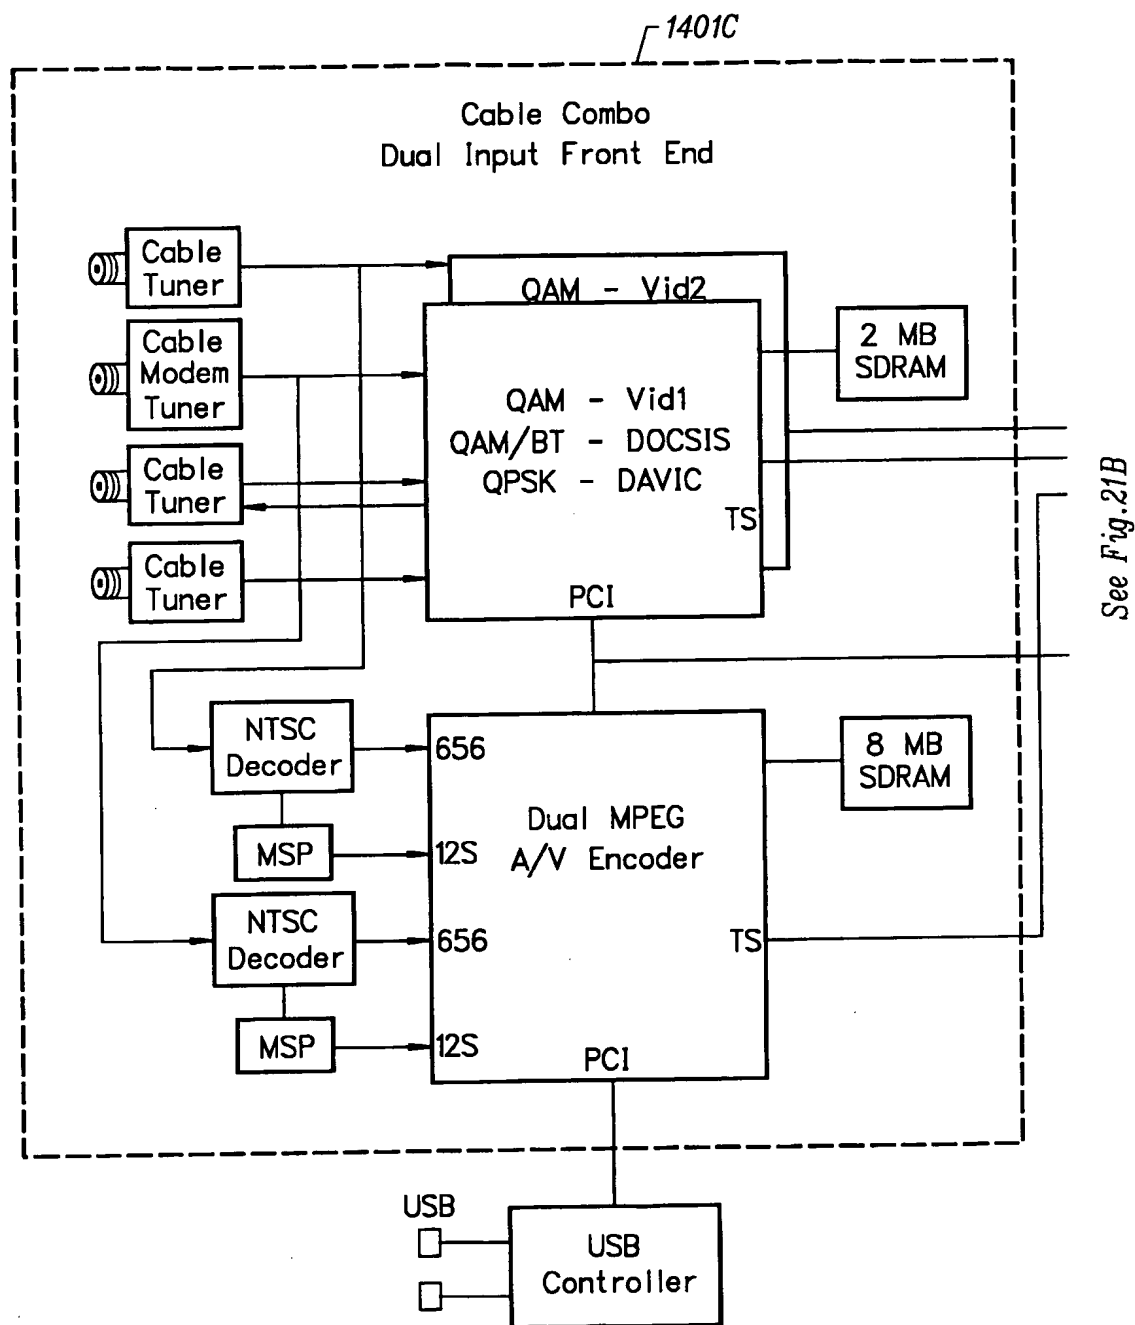 1401C
Cable Combo
Dual Input Front End
Cable
Tuner
Cable
Modem
Tuner
Cable
Tuner
Cable
Tuner
QAM - Vid2
QAM - Vid1
QAM/BT - DOCSIS
QPSK - DAVIC
TS
PCI
2 MB
SDRAM
See Fig.21B
NTSC
Decoder
MSP
NTSC
Decoder
MSP
656
12S
656
12S
Dual MPEG
A/V Encoder
TS
PCI
8 MB
SDRAM
USB
USB
Controller